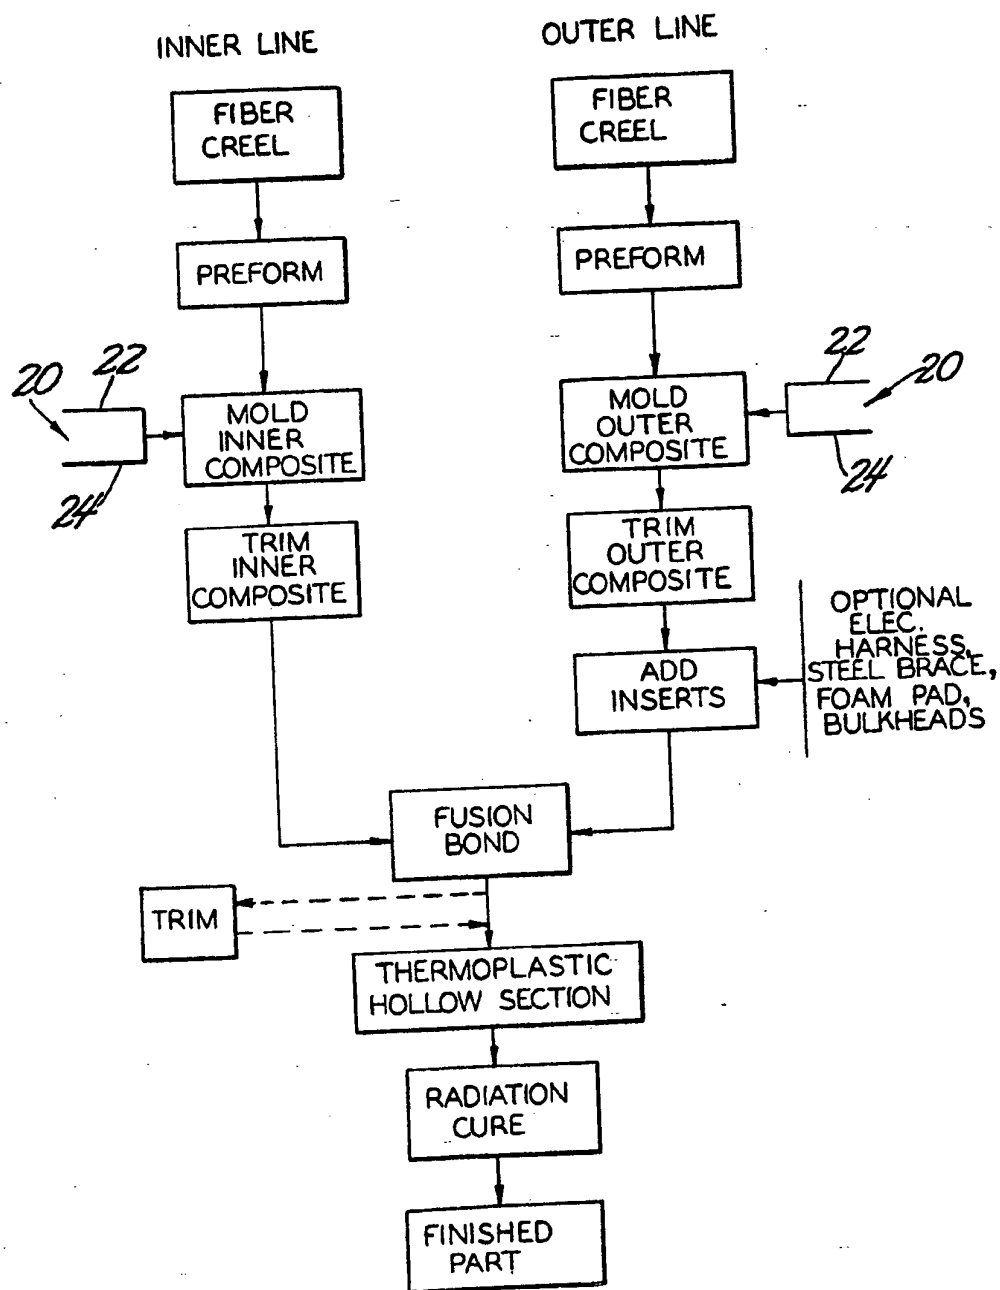 INNER LINE
FIBER
CREEL
PREFORM
20
22
24
MOLD
INNER
COMPOSITE
TRIM
INNER
COMPOSITE
OUTER LINE
FIBER
CREEL
PREFORM
MOLD
OUTER
COMPOSITE
22
20
24
TRIM
OUTER
COMPOSITE
ADD
INSERTS
OPTIONAL
ELEC.
HARNESS,
STEEL BRACE,
FOAM PAD,
BULKHEADS
FUSION
BOND
TRIM
THERMOPLASTIC
HOLLOW SECTION
RADIATION
CURE
FINISHED
PART